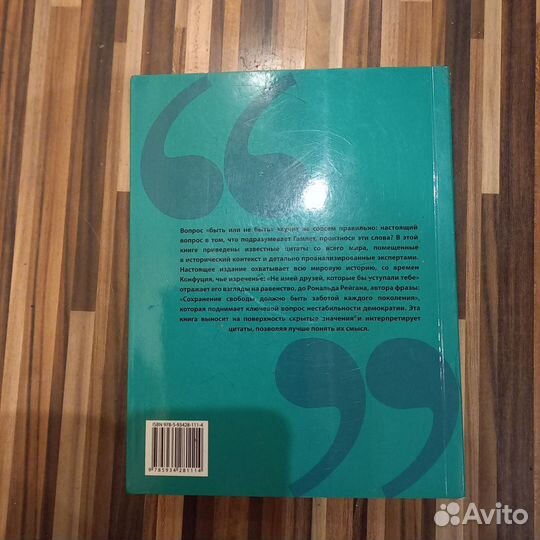 Вопрос «быть или не быть» звучит не совсем правильно: настоящий
вопрос в том, что подразумевает Гамлет, произнося эти слова? В этой
книге приведены известные цитаты со всего мира, помещенные
в исторический контекст и детально проанализированные экспертами.
Настоящее издание охватывает всю мировую историю, со времен
Конфуция, чье изречение: «Не имей друзей, которые бы уступали тебе»
отражает его взгляды на равенство, до Рональда Рейгана, автора фразы:
«Сохранение свободы должно быть заботой каждого поколения»,
которая поднимает ключевой вопрос нестабильности демократии. Эта
книга выносит на поверхность скрытые значения и интерпретирует
цитаты, позволяя лучше понять их смысл.
ISBN 978-5-93428-111-4
9 785934 281114
Avito